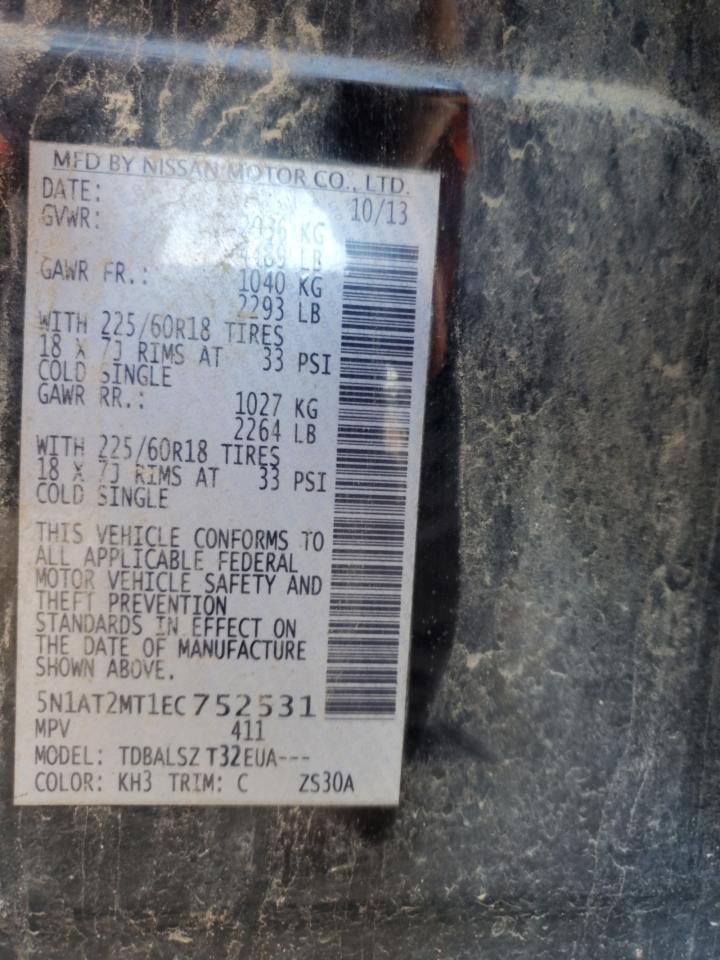 MFD BY NISSAN MOTOR CO., LTD.
DATE: 10/13
GVWR: KG
LB
GAWR FR.: 1040 KG
2293 LB
WITH 225/60R18 TIRES
18 X 7J RIMS AT 33 PSI
COLD SINGLE
GAWR RR.: 1027 KG
2264 LB
WITH 225/60R18 TIRES
18 X 7J RIMS AT 33 PSI
COLD SINGLE
THIS VEHICLE CONFORMS TO
ALL APPLICABLE FEDERAL
MOTOR VEHICLE SAFETY AND
THEFT PREVENTION
STANDARDS IN EFFECT ON
THE DATE OF MANUFACTURE
SHOWN ABOVE.
5N1AT2MT1EC752531
MPV 411
MODEL: TDBALSZ T32EUA---
COLOR: KH3 TRIM: C ZS30A